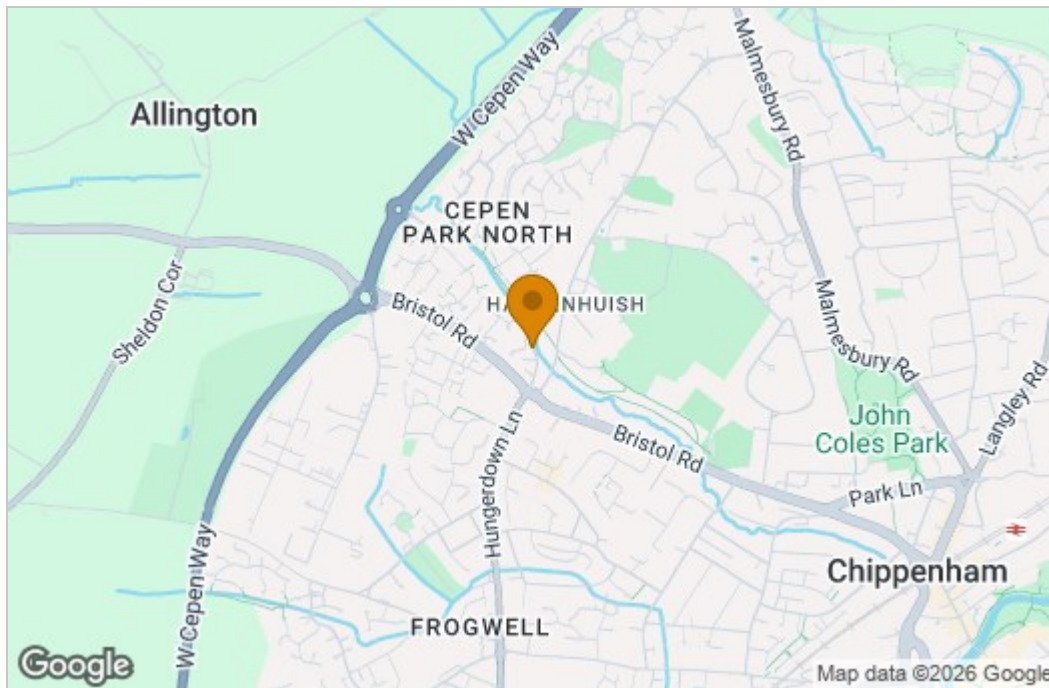 Allington
W Cepen Way
Malmesbury Rd
CEPEN
PARK NORTH
Sheldon Cor
Bristol Rd
Malmesbury Rd
Langley Rd
John
Coles Park
Hungerdown Ln
Bristol Rd
Park Ln
W Cepen Way
Chippenham
FROGWELL
Google
Map data ©2026 Google